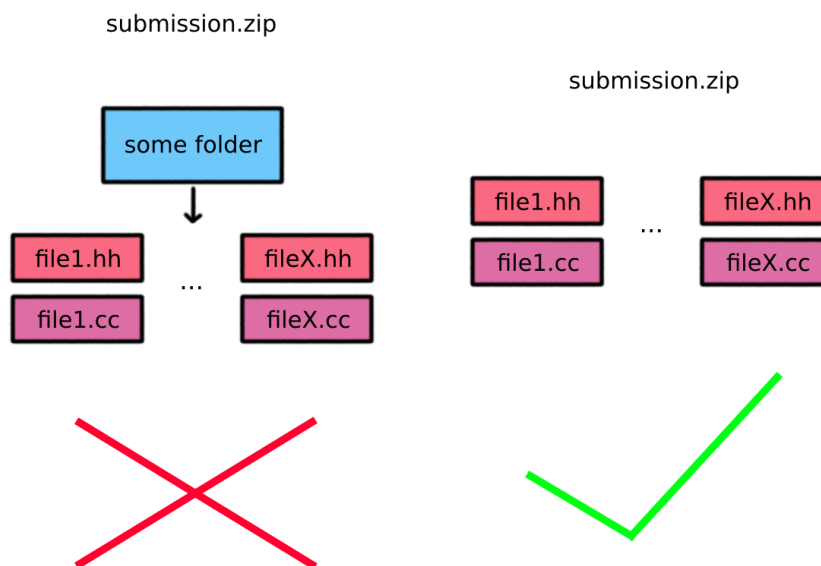 submission.zip
some folder
file1.hh
fileX.hh
...
file1.cc
fileX.cc
submission.zip
file1.hh
fileX.hh
...
file1.cc
fileX.cc